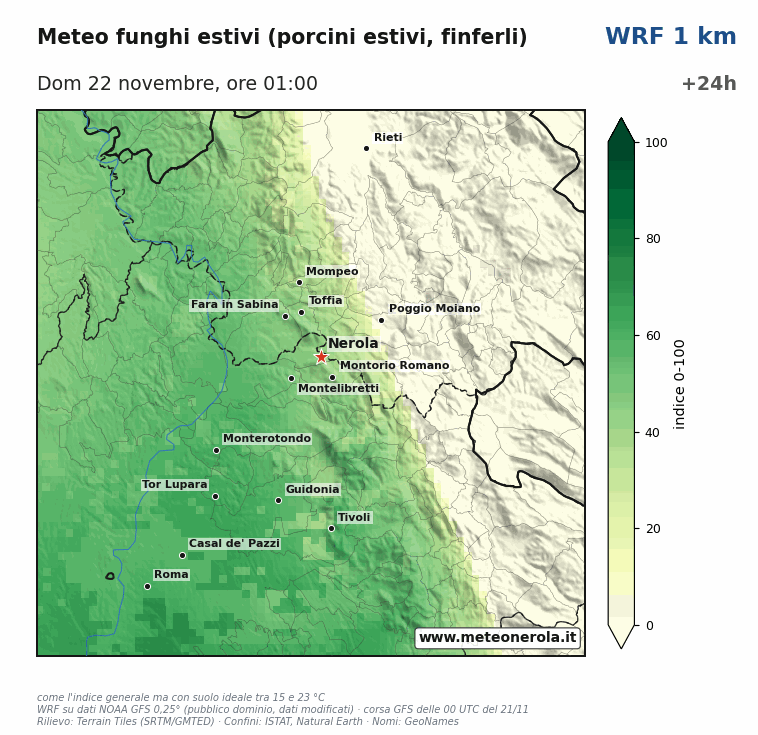 Meteo funghi estivi (porcini estivi, finferli)
WRF 1 km
Dom 22 novembre, ore 01:00
+24h
Rieti
Mompeo
Toffia
Fara in Sabina
Poggio Moiano
Nerola
Montorio Romano
Montelibretti
Monterotondo
Tor Lupara
Guidonia
Tivoli
Casal de' Pazzi
Roma
www.meteonerola.it
100
80
60
40
20
0
indice 0-100
come l'indice generale ma con suolo ideale tra 15 e 23 °C
WRF su dati NOAA GFS 0,25° (pubblico dominio, dati modificati) · corsa GFS delle 00 UTC del 21/11
Rilievo: Terrain Tiles (SRTM/GMTED) · Confini: ISTAT, Natural Earth · Nomi: GeoNames